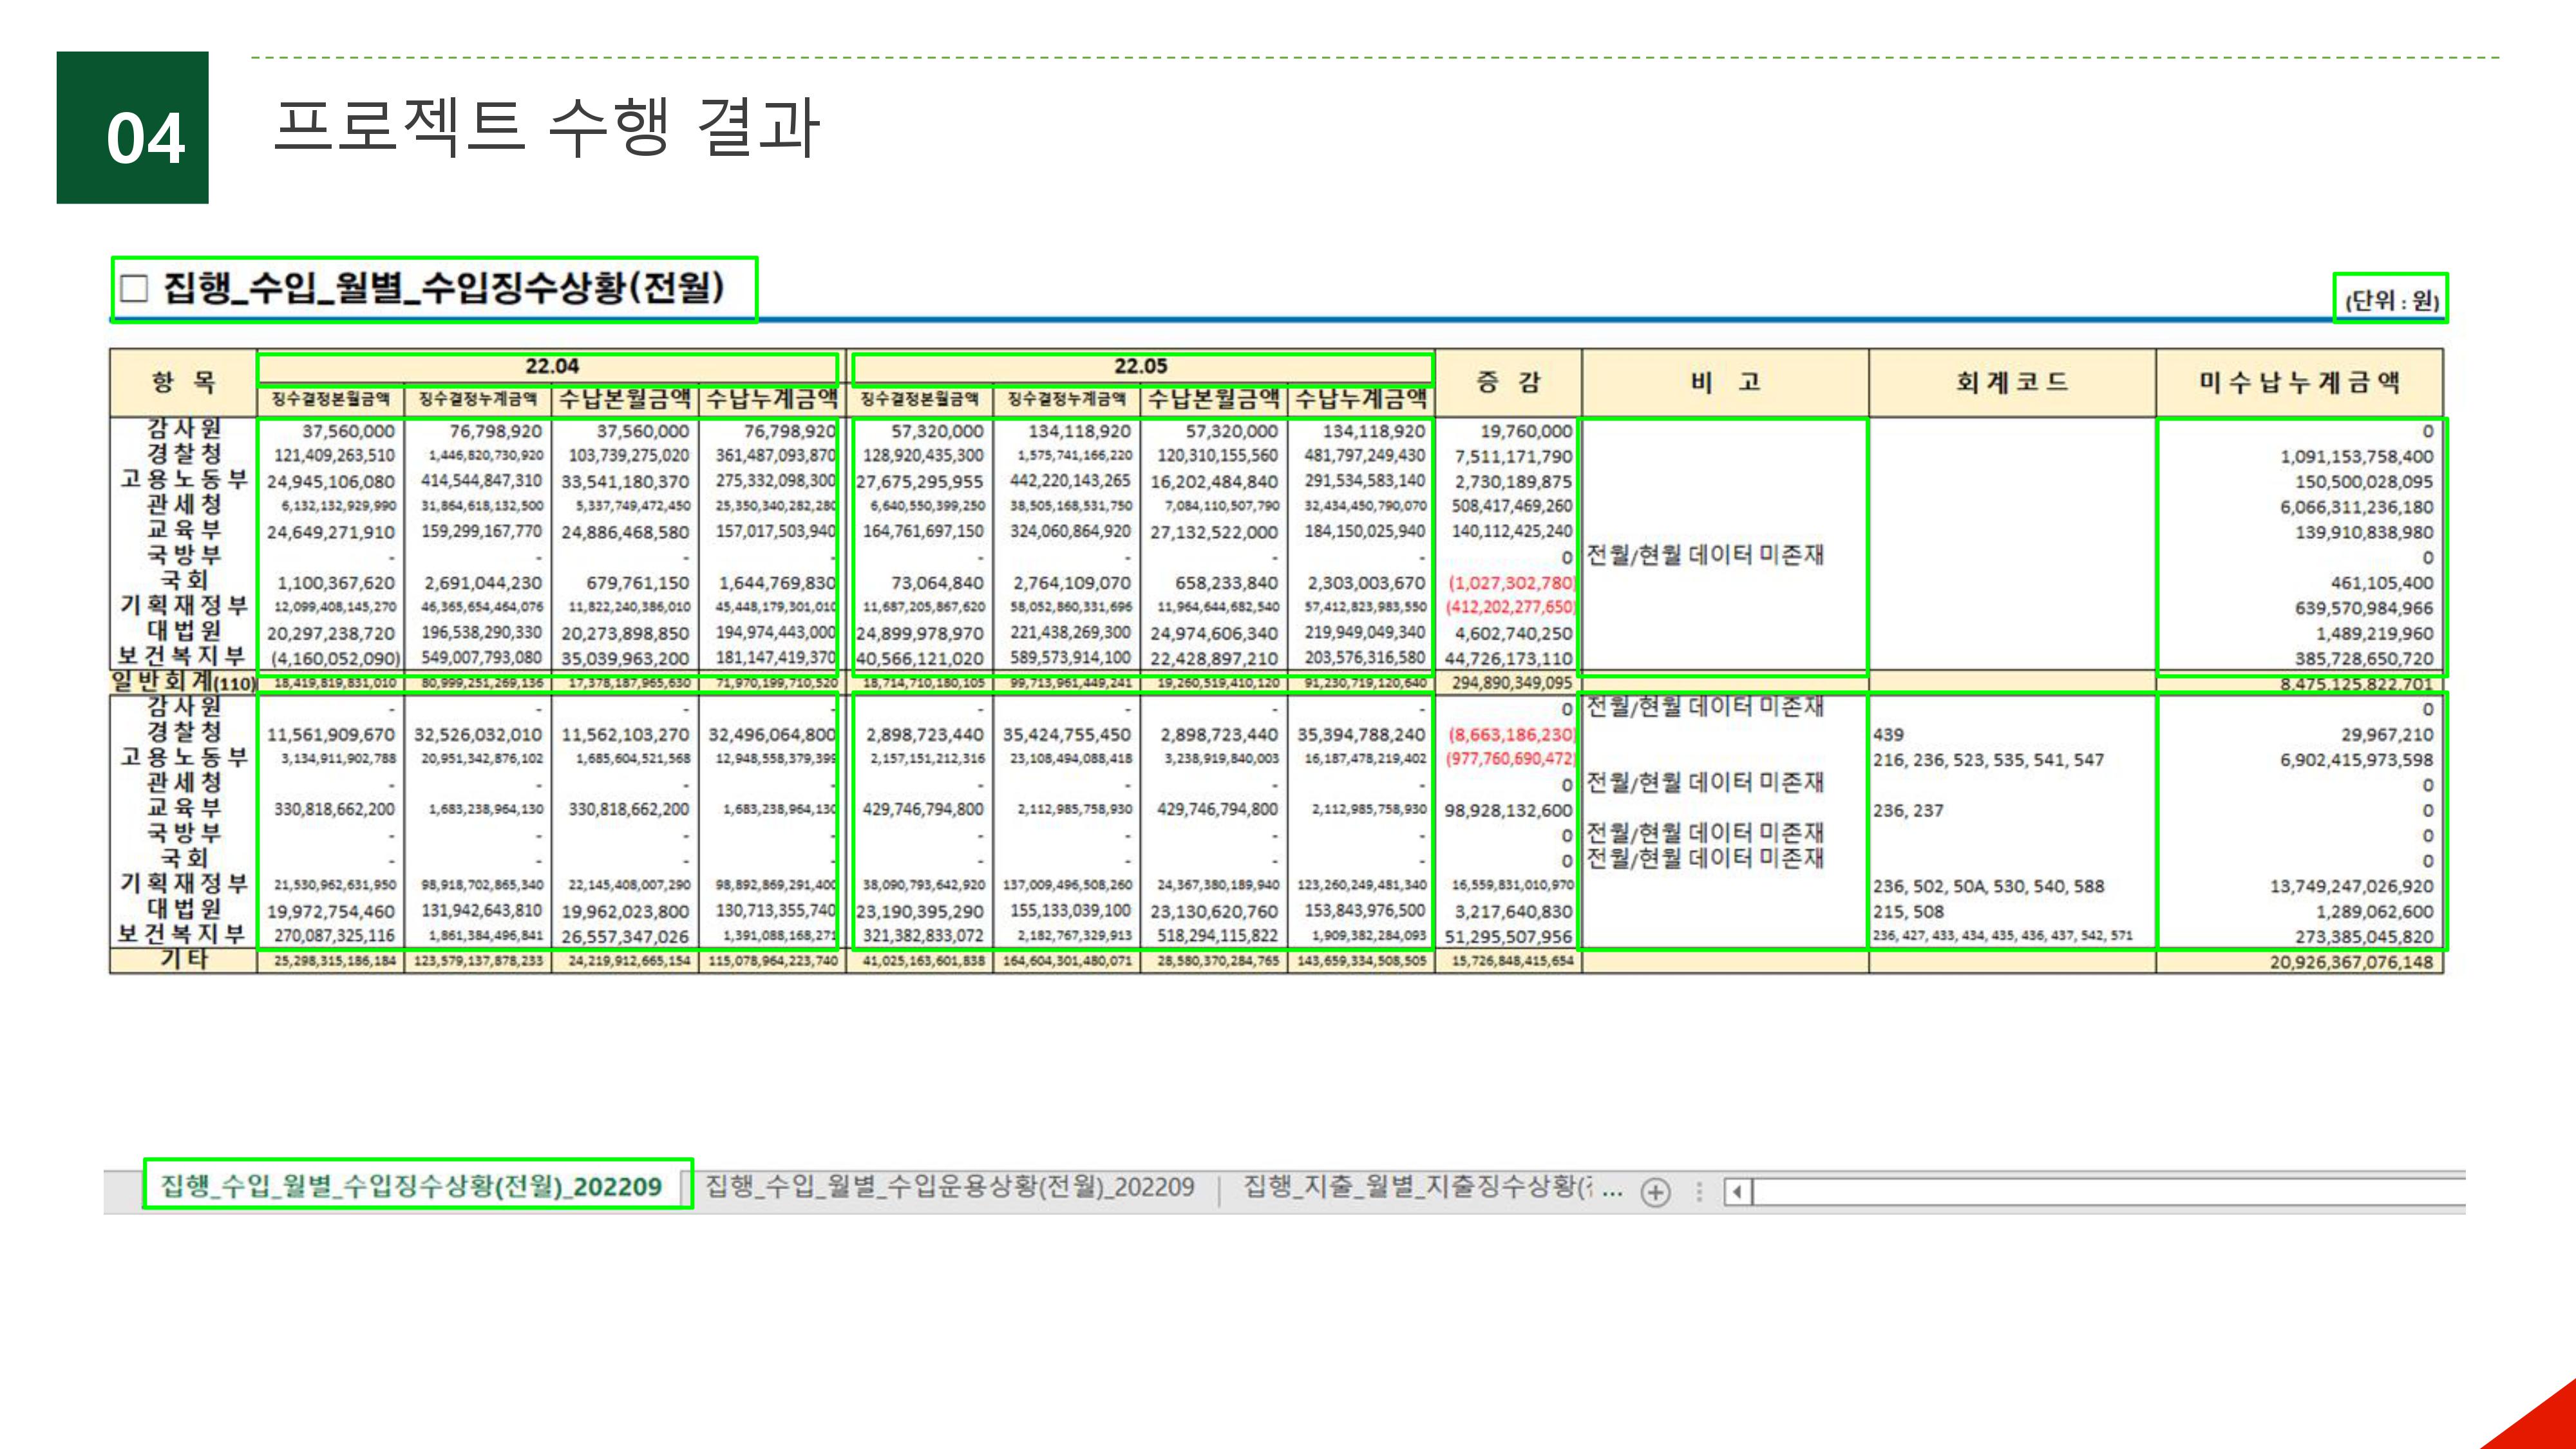 04
프로젝트 수행 결과
□ 집행_수입_월별_수입징수상황(전월)
(단위 : 원)
항 목 22.04 22.05 증 감 비 고 회계코드 미수납누계금액
징수결정본월금액 징수결정누계금액 수납본월금액 수납누계금액 징수결정본월금액 징수결정누계금액 수납본월금액 수납누계금액
감사원 37,560,000 76,798,920 37,560,000 76,798,920 57,320,000 134,118,920 57,320,000 134,118,920 19,760,000 0
경찰청 121,409,263,510 1,446,820,730,920 103,739,275,020 361,487,093,870 128,920,435,300 1,575,741,166,220 120,310,155,560 481,797,249,430 7,511,171,790 1,091,153,758,400
고용노동부 24,945,106,080 414,544,847,310 33,541,180,370 275,332,098,300 27,675,295,955 442,220,143,265 16,202,484,840 291,534,583,140 2,730,189,875 150,500,028,095
관세청 6,132,132,929,990 31,864,618,132,500 5,337,749,472,450 25,350,340,282,280 6,640,550,399,250 38,505,168,531,750 7,084,110,507,790 32,434,450,790,070 508,417,469,260 6,066,311,236,180
교육부 24,649,271,910 159,299,167,770 24,886,468,580 157,017,503,940 164,761,697,150 324,060,864,920 27,132,522,000 184,150,025,940 140,112,425,240 139,910,838,980
국방부 - - - - - - - - 0 전월/현월 데이터 미존재 0
국회 1,100,367,620 2,691,044,230 679,761,150 1,644,769,830 73,064,840 2,764,109,070 658,233,840 2,303,003,670 (1,027,302,780) 461,105,400
기획재정부 12,099,408,145,270 46,365,654,464,076 11,822,240,386,010 45,448,179,301,010 11,687,205,867,620 58,052,860,331,696 11,964,644,682,540 57,412,823,983,550 (412,202,277,650) 639,570,984,966
대법원 20,297,238,720 196,538,290,330 20,273,898,850 194,974,443,000 24,899,978,970 221,438,269,300 24,974,606,340 219,949,049,340 4,602,740,250 1,489,219,960
보건복지부 (4,160,052,090) 549,007,793,080 35,039,963,200 181,147,419,370 40,566,121,020 589,573,914,100 22,428,897,210 203,576,316,580 44,726,173,110 385,728,650,720
일반회계(110) 18,419,819,831,010 80,999,251,269,136 17,378,187,965,630 71,970,199,710,520 18,714,710,180,105 99,713,961,449,241 19,260,519,410,120 91,230,719,120,640 294,890,349,095 8,475,125,822,701
감사원 - - - - - - - - 0 전월/현월 데이터 미존재 0
경찰청 11,561,909,670 32,526,032,010 11,562,103,270 32,496,064,800 2,898,723,440 35,424,755,450 2,898,723,440 35,394,788,240 (8,663,186,230) 439 29,967,210
고용노동부 3,134,911,902,788 20,951,342,876,102 1,685,604,521,568 12,948,558,379,399 2,157,151,212,316 23,108,494,088,418 3,238,919,840,003 16,187,478,219,402 (977,760,690,472) 216, 236, 523, 535, 541, 547 6,902,415,973,598
관세청 - - - - - - - - 0 전월/현월 데이터 미존재 0
교육부 330,818,662,200 1,683,238,964,130 330,818,662,200 1,683,238,964,130 429,746,794,800 2,112,985,758,930 429,746,794,800 2,112,985,758,930 98,928,132,600 236, 237 0
국방부 - - - - - - - - 0 전월/현월 데이터 미존재 0
국회 - - - - - - - - 0 전월/현월 데이터 미존재 0
기획재정부 21,530,962,631,950 98,918,702,865,340 22,145,408,007,290 98,892,869,291,400 38,090,793,642,920 137,009,496,508,260 24,367,380,189,940 123,260,249,481,340 16,559,831,010,970 236, 502, 50A, 530, 540, 588 13,749,247,026,920
대법원 19,972,754,460 131,942,643,810 19,962,023,800 130,713,355,740 23,190,395,290 155,133,039,100 23,130,620,760 153,843,976,500 3,217,640,830 215, 508 1,289,062,600
보건복지부 270,087,325,116 1,861,384,496,841 26,557,347,026 1,391,088,168,271 321,382,833,072 2,182,767,329,913 518,294,115,822 1,909,382,284,093 51,295,507,956 236, 427, 433, 434, 435, 436, 437, 542, 571 273,385,045,820
기타 25,298,315,186,184 123,579,137,878,233 24,219,912,665,154 115,078,964,223,740 41,025,163,601,838 164,604,301,480,071 28,580,370,284,765 143,659,334,508,505 15,726,848,415,654 20,926,367,076,148
집행_수입_월별_수입징수상황(전월)_202209 집행_수입_월별_수입운용상황(전월)_202209 집행_지출_월별_지출징수상황( ...